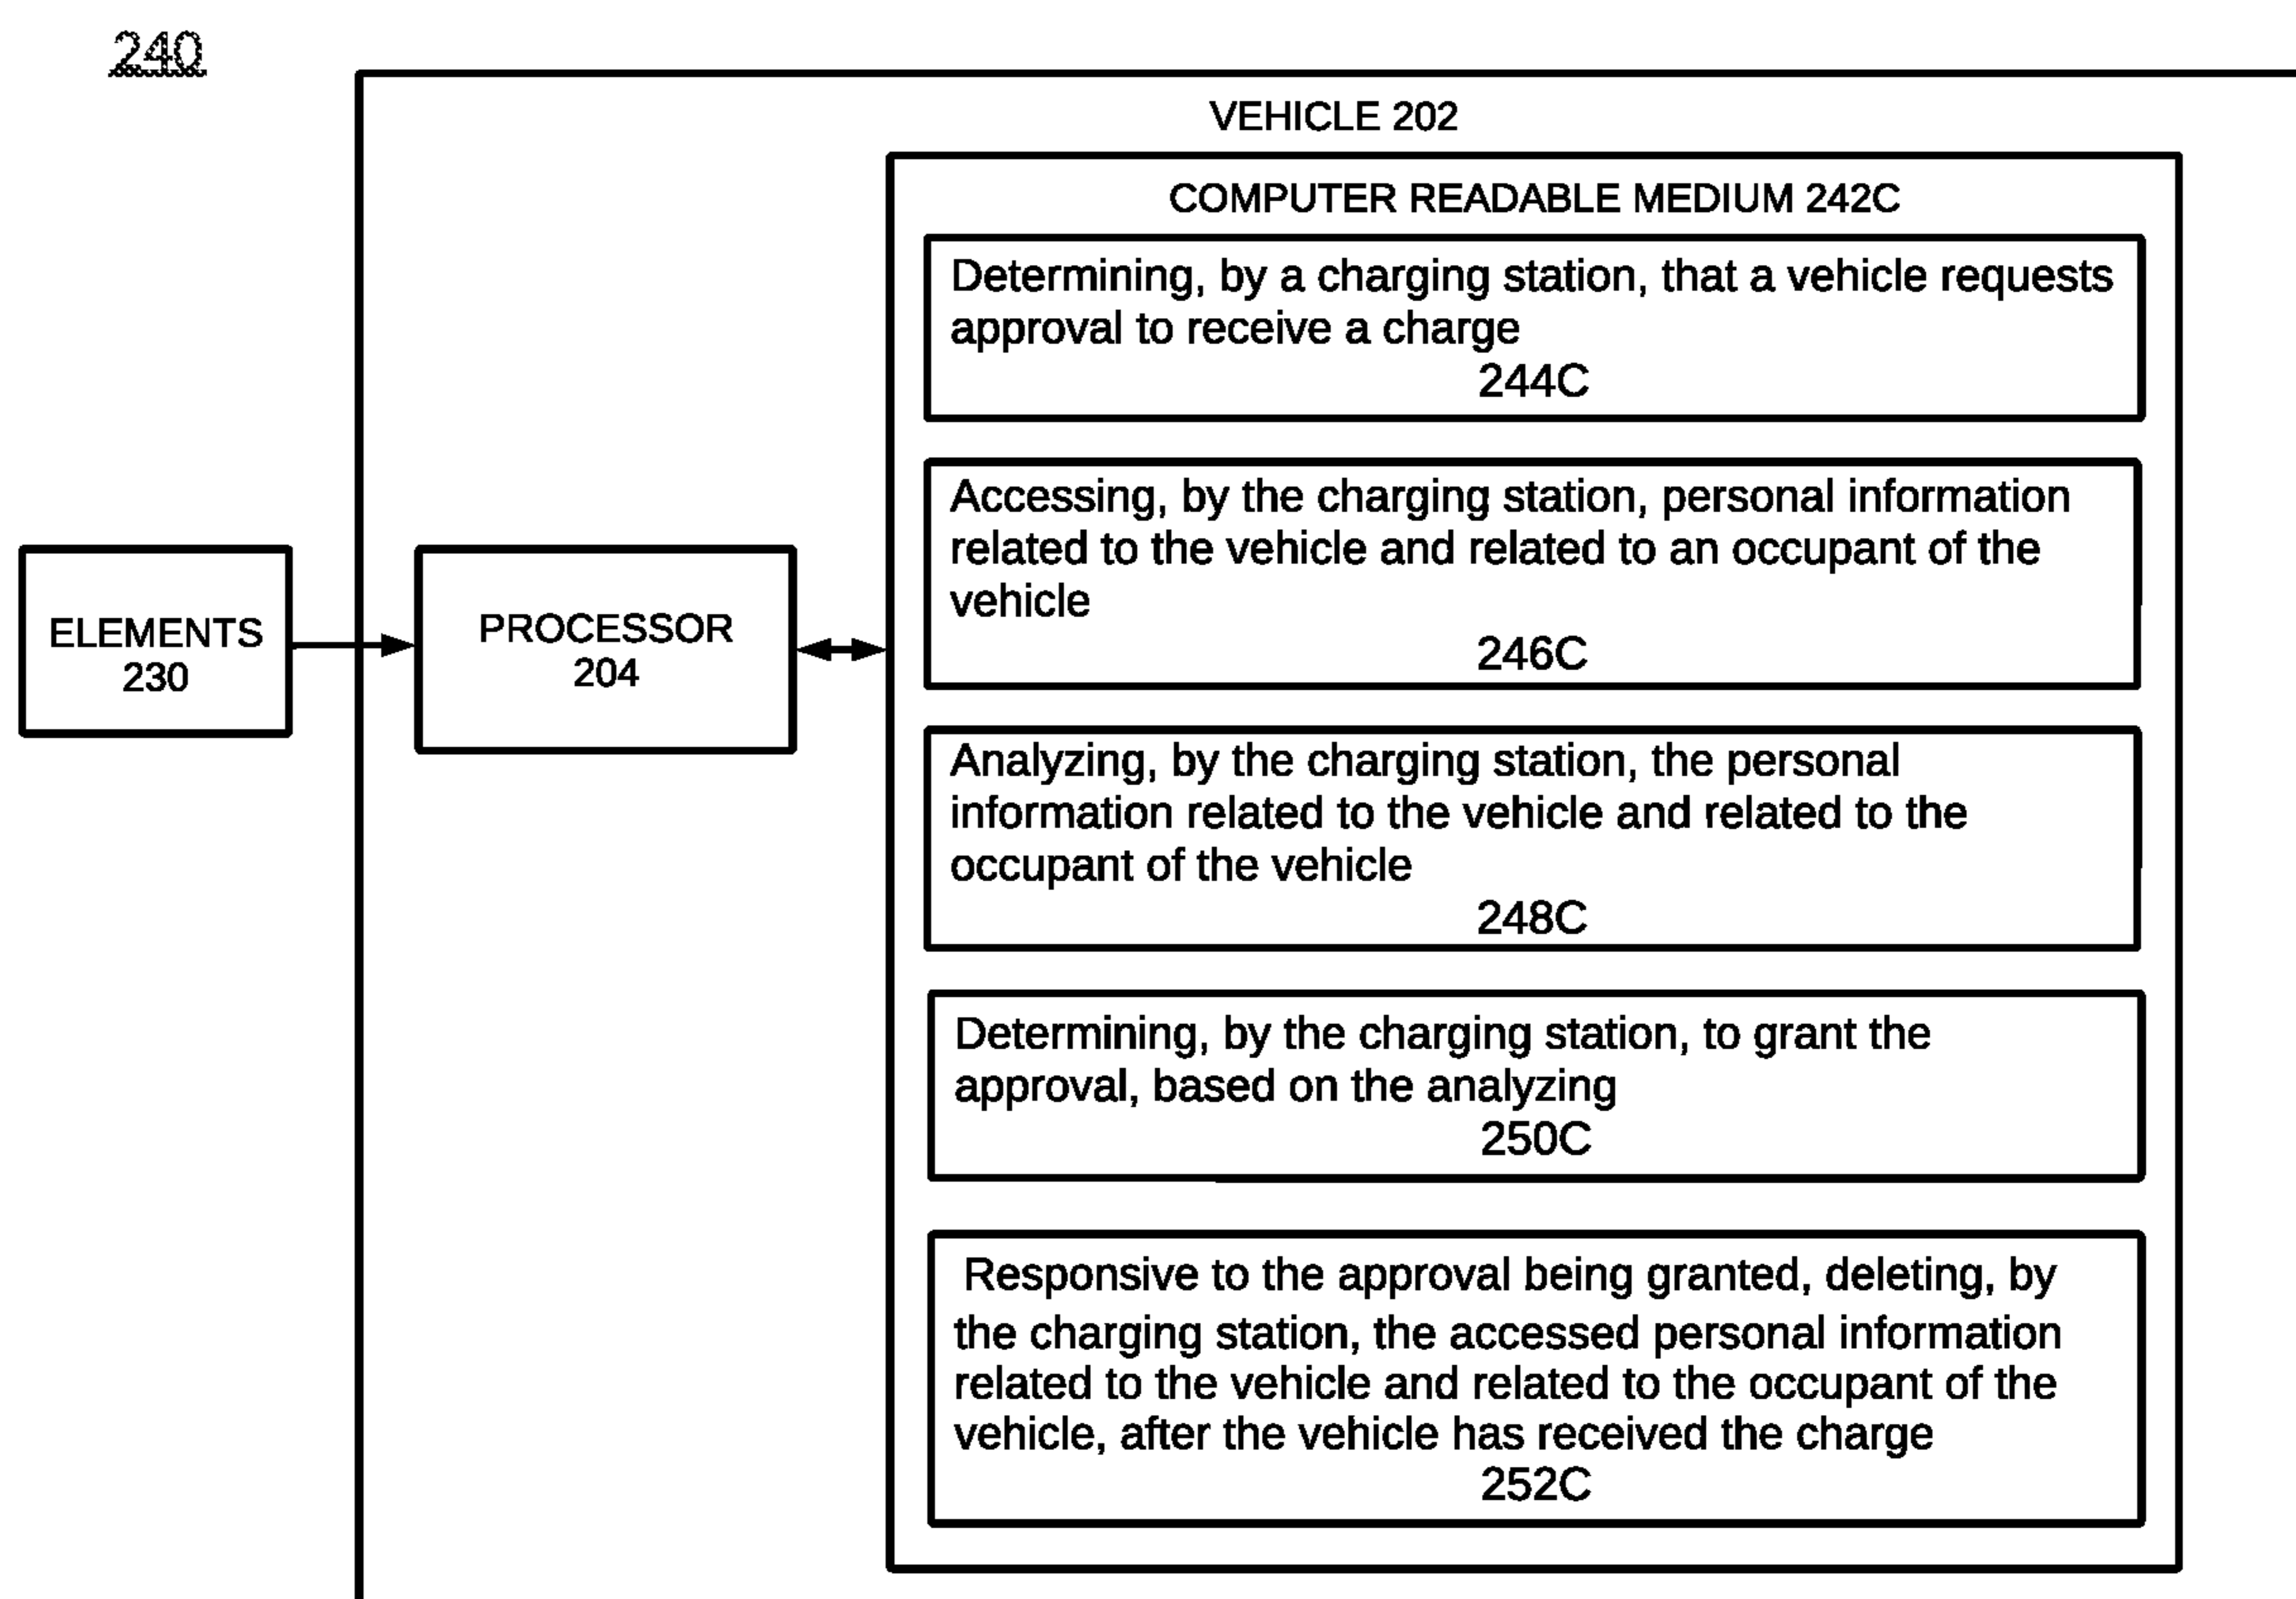 240
VEHICLE 202
COMPUTER READABLE MEDIUM 242C
Determining, by a charging station, that a vehicle requests
approval to receive a charge
244C
Accessing, by the charging station, personal information
related to the vehicle and related to an occupant of the
vehicle
246C
ELEMENTS
230
PROCESSOR
204
Analyzing, by the charging station, the personal
information related to the vehicle and related to the
occupant of the vehicle
248C
Determining, by the charging station, to grant the
approval, based on the analyzing
250C
Responsive to the approval being granted, deleting, by
the charging station, the accessed personal information
related to the vehicle and related to the occupant of the
vehicle, after the vehicle has received the charge
252C